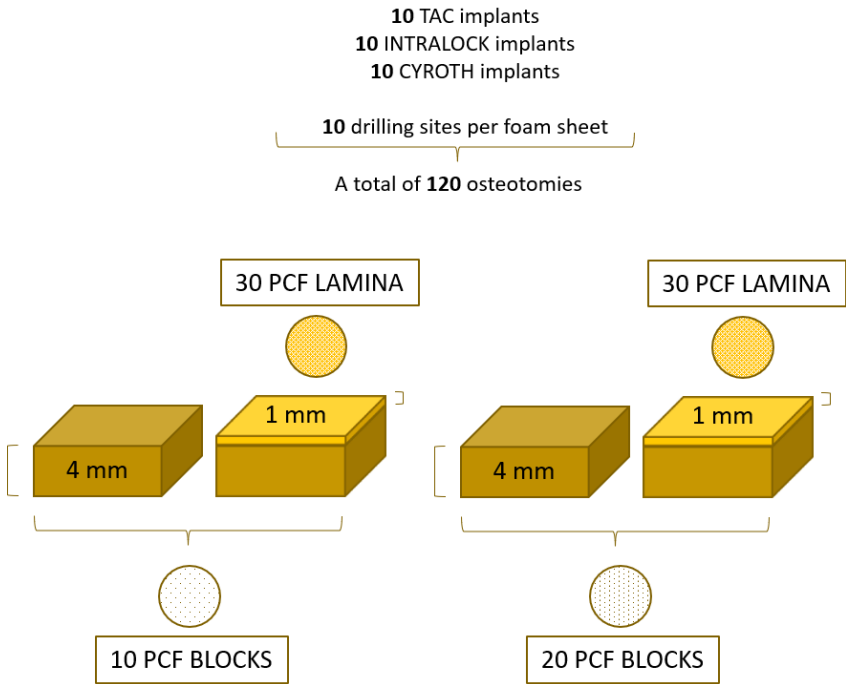 10 TAC implants
10 INTRALOCK implants
10 CYROTH implants
10 drilling sites per foam sheet
A total of 120 osteotomies
30 PCF LAMINA
30 PCF LAMINA
1 mm
1 mm
4 mm
4 mm
10 PCF BLOCKS
20 PCF BLOCKS